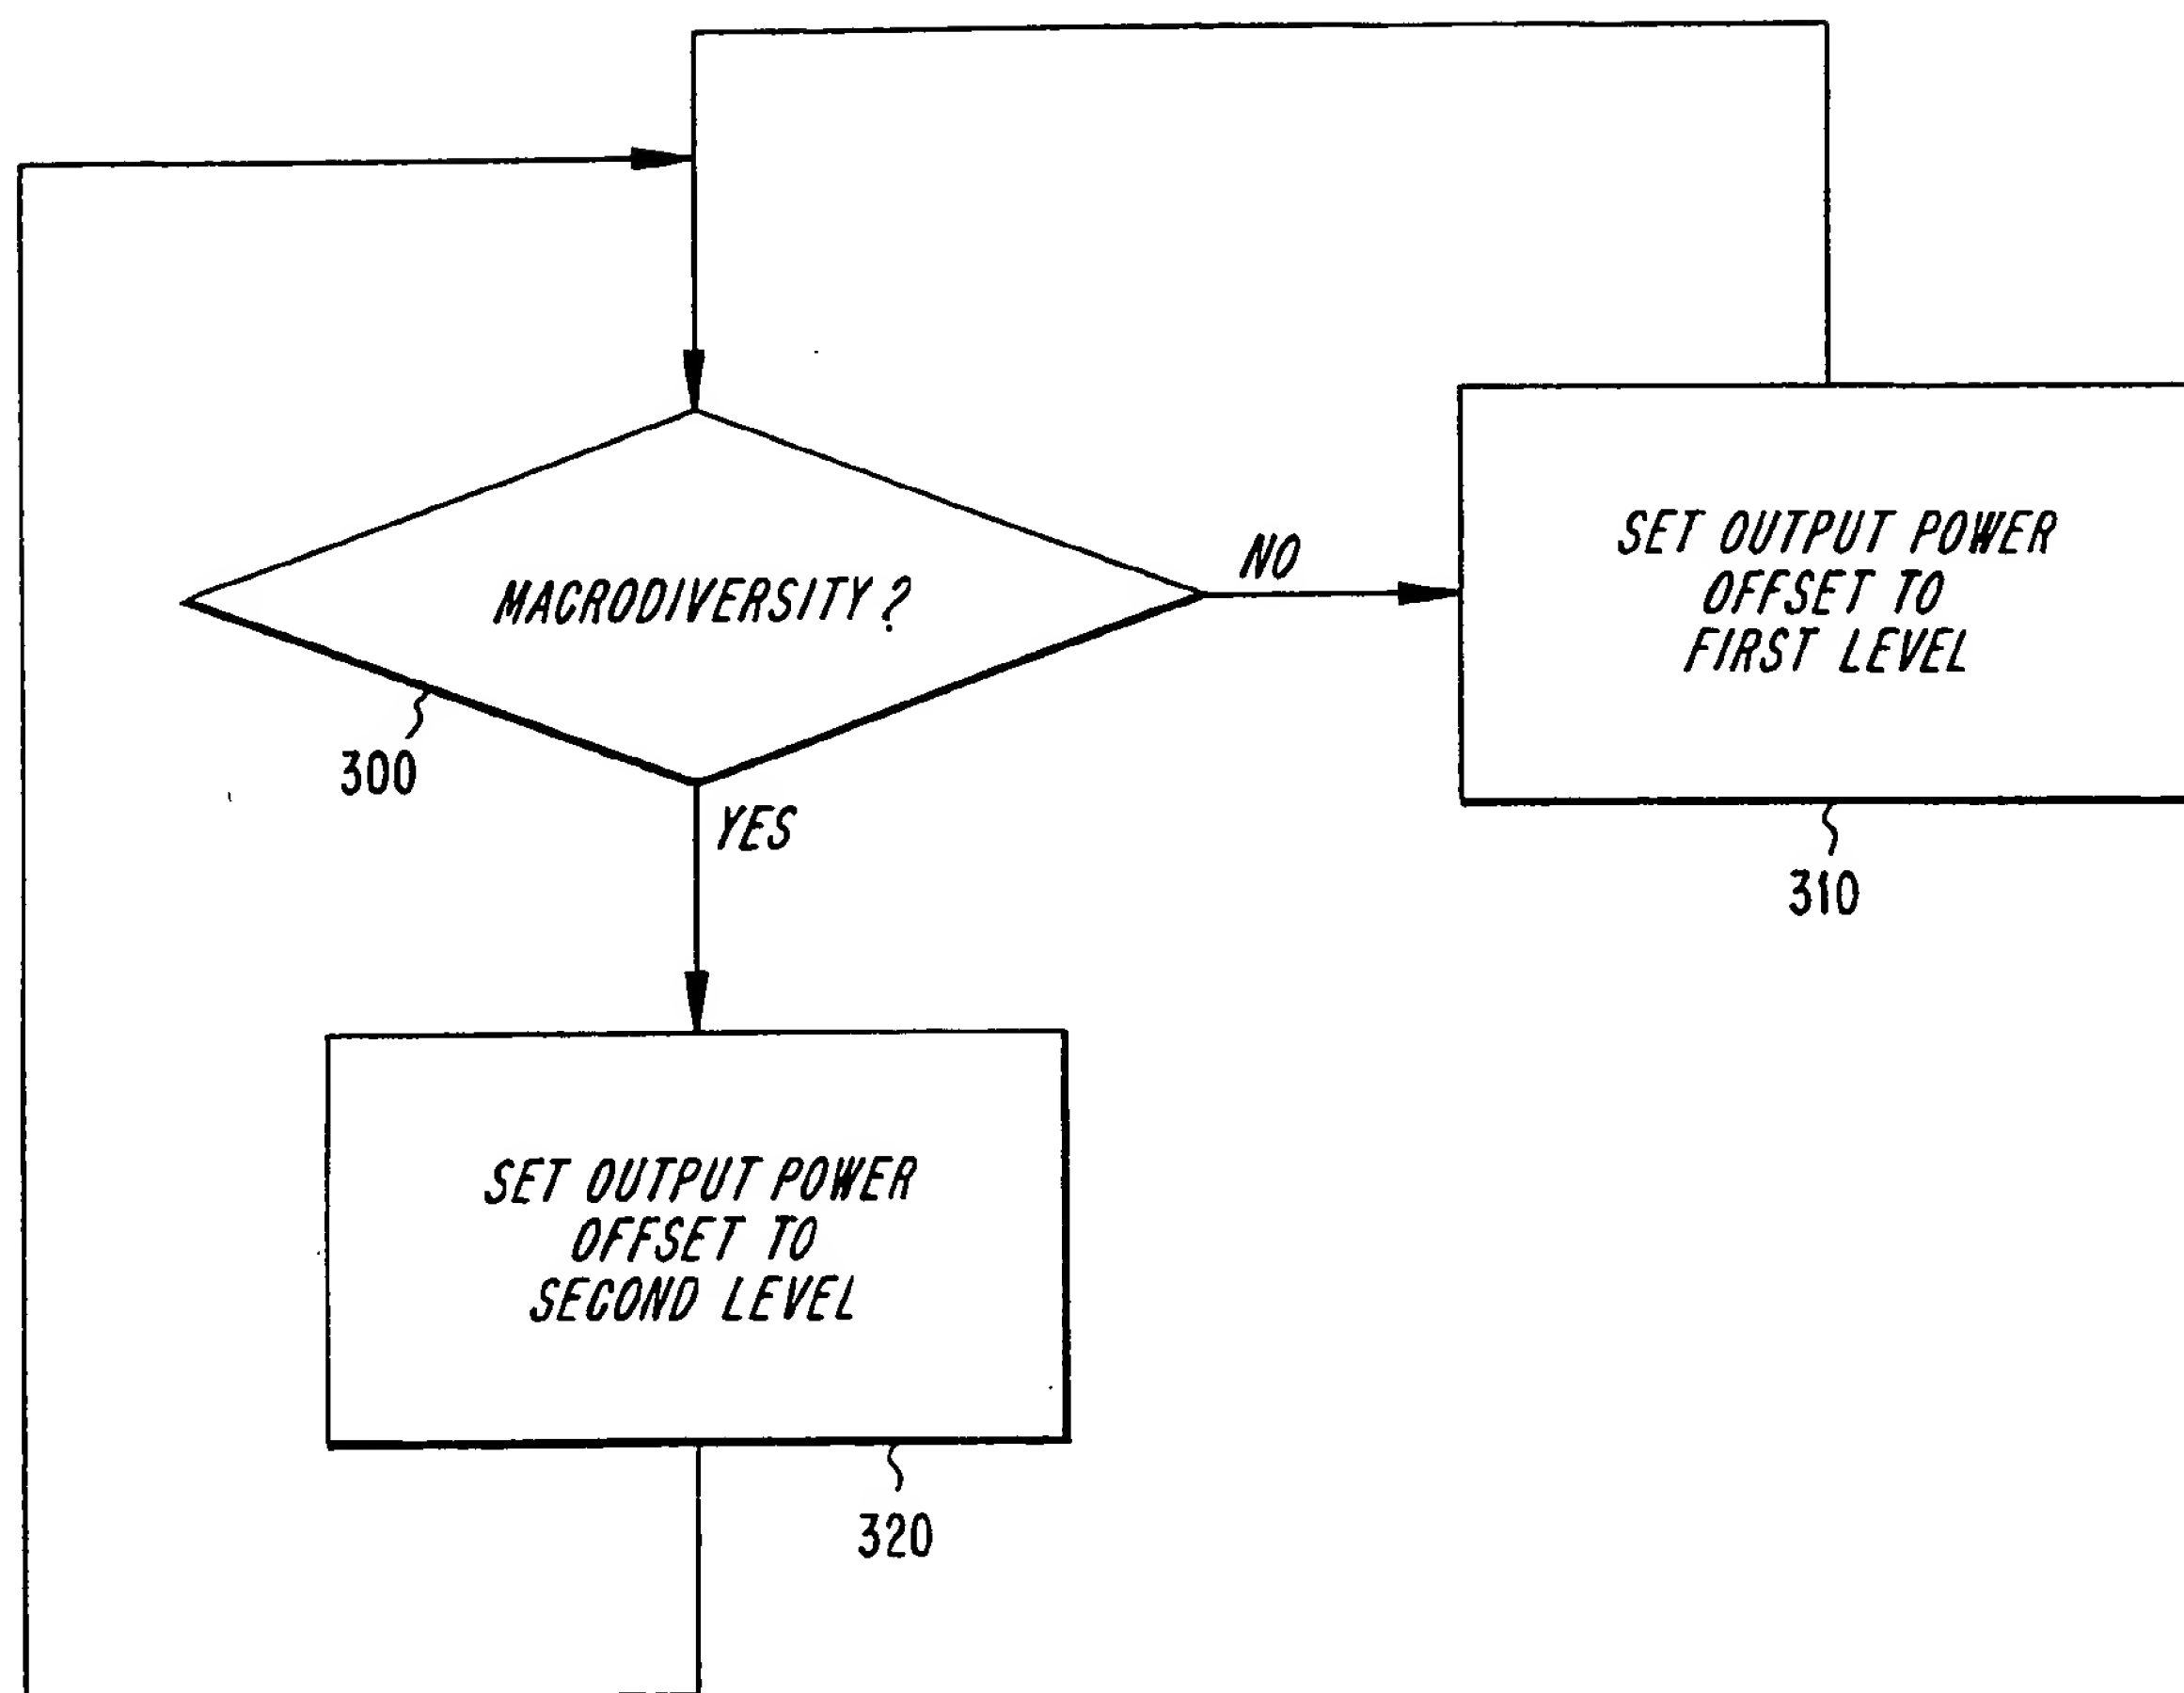 MACRODIVERSITY?
300
NO
SET OUTPUT POWER
OFFSET TO
FIRST LEVEL
310
YES
SET OUTPUT POWER
OFFSET TO
SECOND LEVEL
320